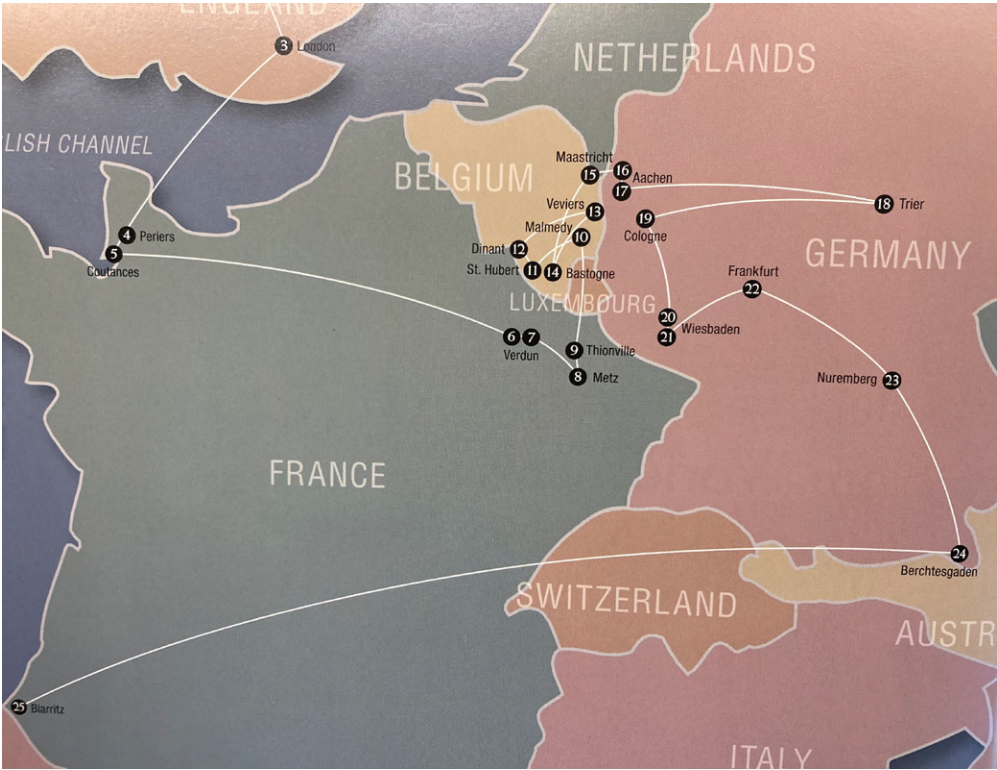 ENGLAND
3 London
NETHERLANDS
LISH CHANNEL
BELGIUM
Maastricht
15
16
Aachen
17
18 Trier
Veviers
13
19
Cologne
4 Periers
5
Coutances
Malmedy
10
Dinant
12
St. Hubert
11
14
Bastogne
GERMANY
Frankfurt
22
LUXEMBOURG
20
21
Wiesbaden
6 7
Verdun
9 Thionville
8 Metz
Nuremberg 23
FRANCE
24
Berchtesgaden
SWITZERLAND
AUSTR
25 Biarritz
ITALY